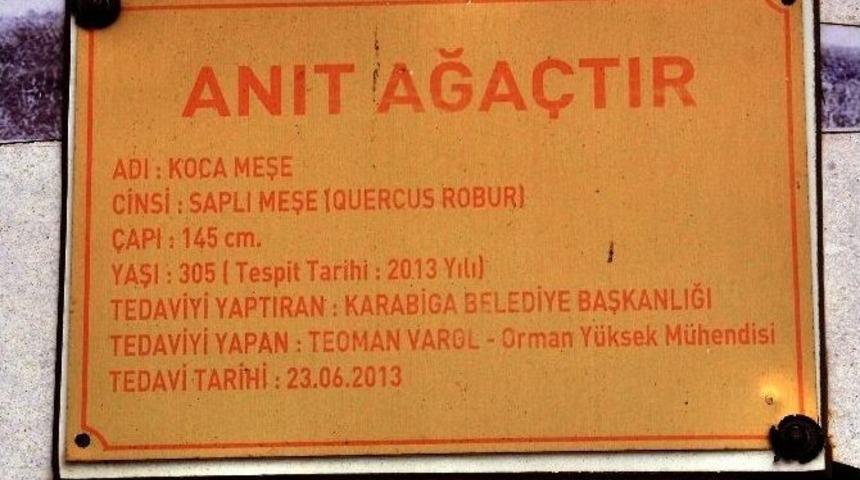 ANIT AĞAÇTIR
ADI : KOCA MEŞE
CİNSİ : SAPLI MEŞE (QUERCUS ROBUR)
ÇAPI : 145 cm.
YAŞI : 305 ( Tespit Tarihi : 2013 Yılı)
TEDAVİYİ YAPTIRAN : KARABİGA BELEDİYE BAŞKANLIĞI
TEDAVİYİ YAPAN : TEOMAN VAROL - Orman Yüksek Mühendisi
TEDAVİ TARİHİ : 23.06.2013